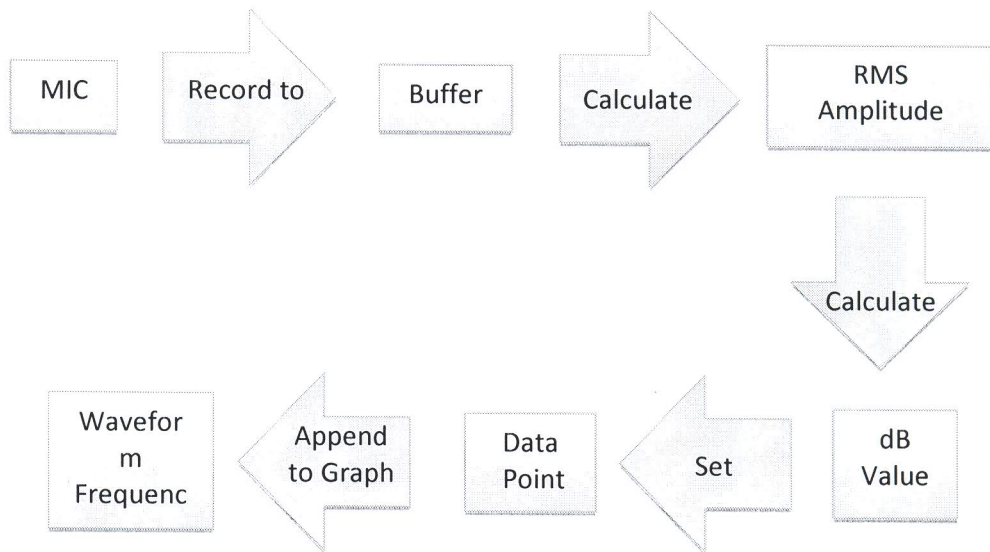 MIC
Record to
Buffer
Calculate
RMS
Amplitude
Calculate
dB
Value
Set
Data
Point
Append
to Graph
Wavefor
m
Frequenc